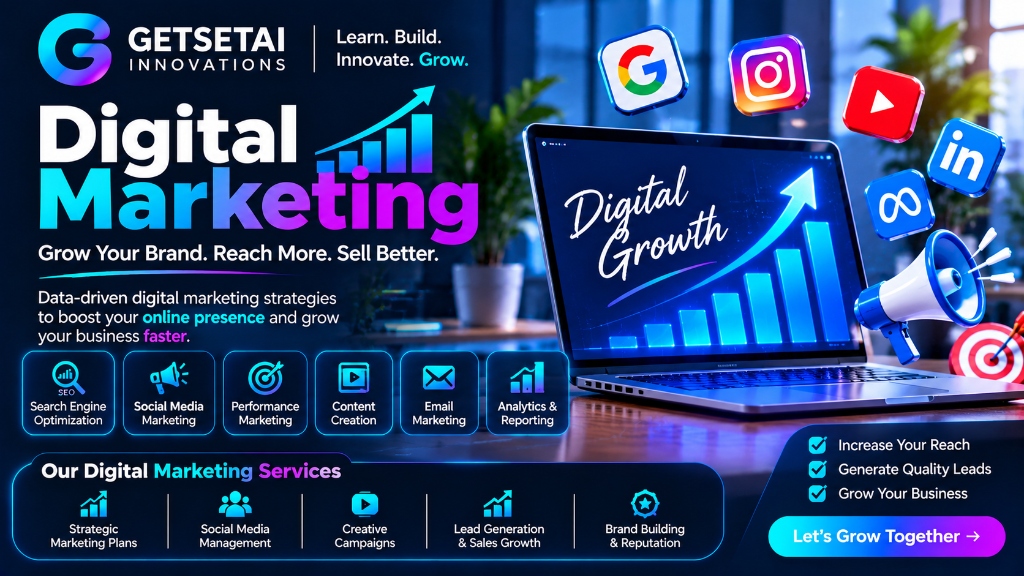 GETSETAI
INNOVATIONS
Learn. Build.
Innovate. Grow.
Digital
Marketing
Grow Your Brand. Reach More. Sell Better.
Data-driven digital marketing strategies
to boost your online presence and grow
your business faster.
Digital
Growth
in
SEO
Search Engine
Optimization
Social Media
Marketing
Performance
Marketing
Content
Creation
Email
Marketing
Analytics &
Reporting
Our Digital Marketing Services
Strategic
Marketing Plans
Social Media
Management
Creative
Campaigns
Lead Generation
& Sales Growth
Brand Building
& Reputation
Increase Your Reach
Generate Quality Leads
Grow Your Business
Let's Grow Together →